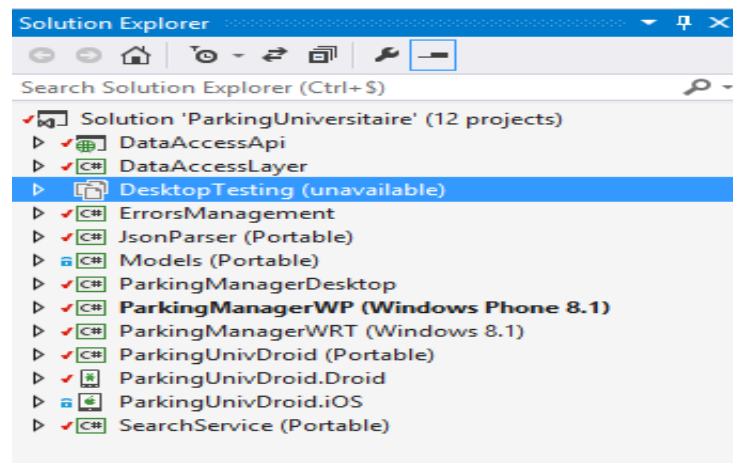 Solution Explorer
Search Solution Explorer (Ctrl+$)
Solution 'ParkingUniversitaire' (12 projects)
DataAccessApi
C# DataAccessLayer
DesktopTesting (unavailable)
C# ErrorsManagement
C# JsonParser (Portable)
C# Models (Portable)
C# ParkingManagerDesktop
C# ParkingManagerWP (Windows Phone 8.1)
C# ParkingManagerWRT (Windows 8.1)
C# ParkingUnivDroid (Portable)
ParkingUnivDroid.Droid
ParkingUnivDroid.iOS
C# SearchService (Portable)